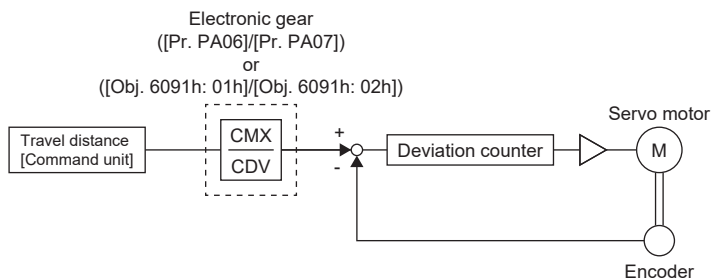 Electronic gear
([Pr. PA06]/[Pr. PA07])
or
([Obj. 6091h: 01h]/[Obj. 6091h: 02h])
Servo motor
Travel distance
[Command unit]
CMX
CDV
+
-
Deviation counter
M
Encoder